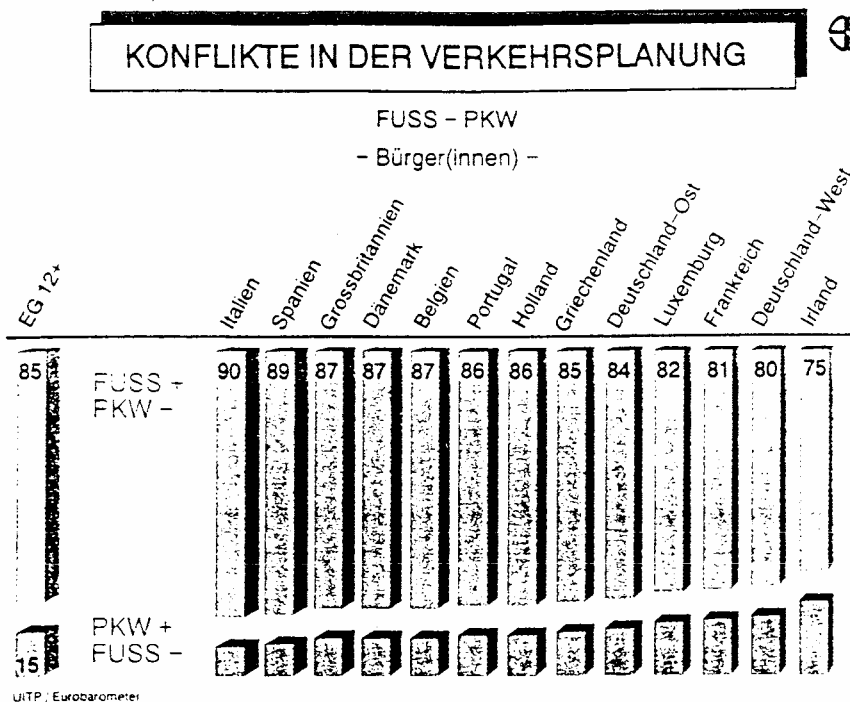 KONFLIKTE IN DER VERKEHRSPLANUNG
FUSS – PKW
– Bürger(innen) –
EG 12+
Italien
Spanien
Grossbritannien
Dänemark
Belgien
Portugal
Holland
Griechenland
Deutschland-Ost
Luxemburg
Frankreich
Deutschland-West
Irland
85 FUSS + 90 89 87 87 87 86 86 85 84 82 81 80 75
PKW –
PKW +
15 FUSS –
UITP / Eurobarometer